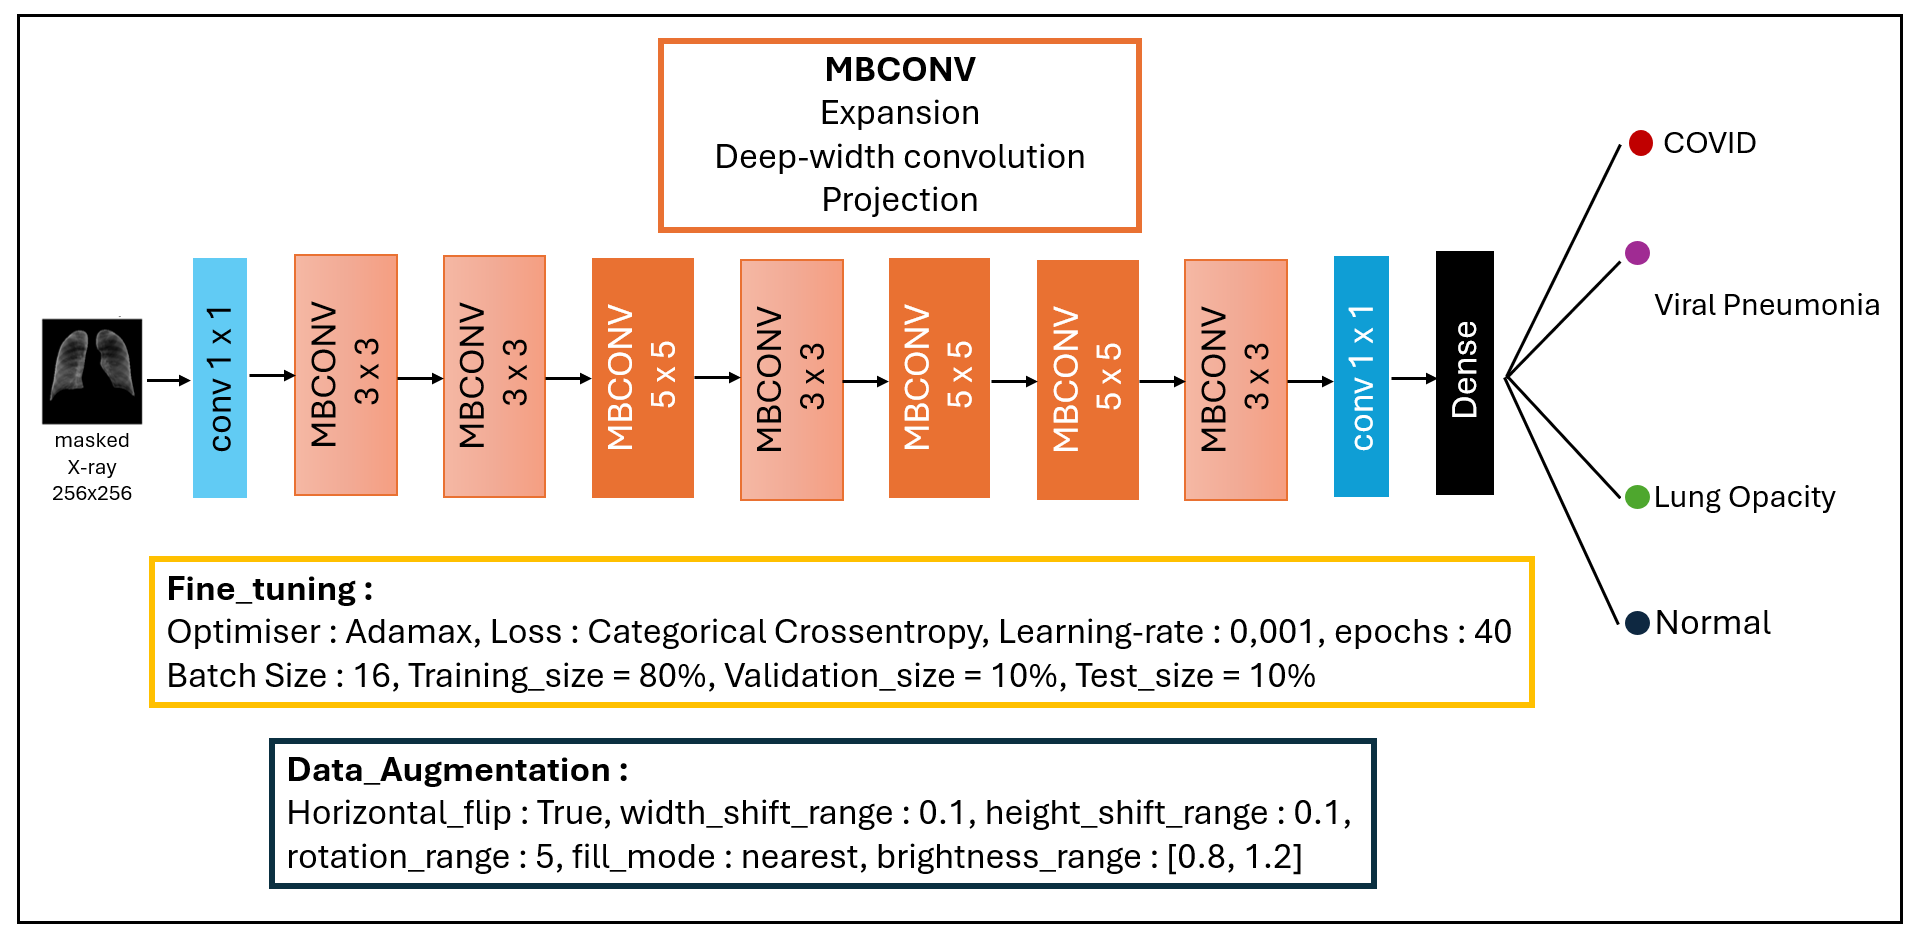 MBCONV
Expansion
Deep-width convolution
Projection
masked
X-ray
256x256
conv 1 x 1
MBCONV
3 x 3
MBCONV
3 x 3
MBCONV
5 x 5
MBCONV
3 x 3
MBCONV
5 x 5
MBCONV
5 x 5
MBCONV
3 x 3
conv 1 x 1
Dense
COVID
Viral Pneumonia
Lung Opacity
Normal
Fine_tuning :
Optimiser : Adamax, Loss : Categorical Crossentropy, Learning-rate : 0,001, epochs : 40
Batch Size : 16, Training_size = 80%, Validation_size = 10%, Test_size = 10%
Data_Augmentation :
Horizontal_flip : True, width_shift_range : 0.1, height_shift_range : 0.1,
rotation_range : 5, fill_mode : nearest, brightness_range : [0.8, 1.2]